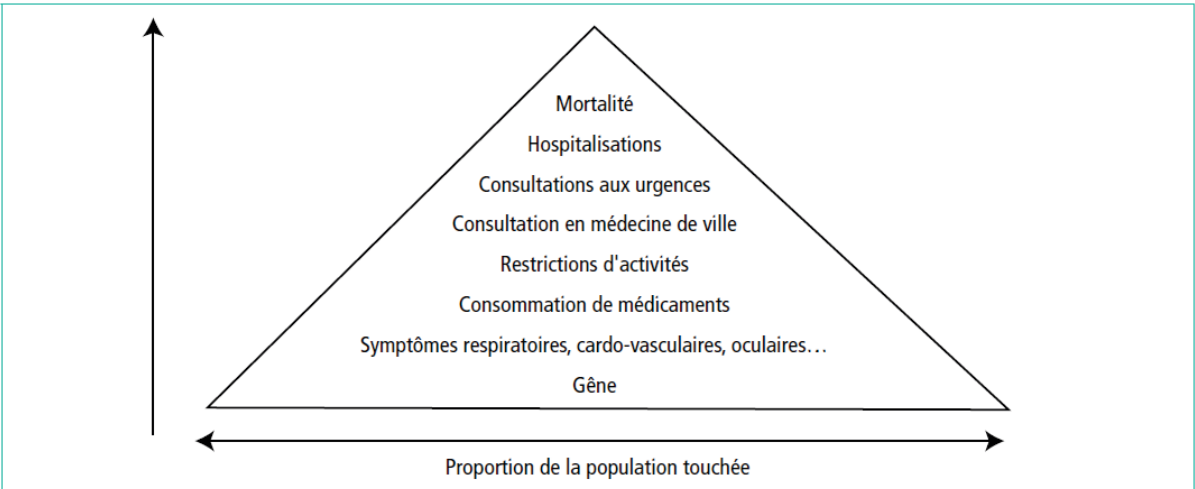 Mortalité
Hospitalisations
Consultations aux urgences
Consultation en médecine de ville
Restrictions d'activités
Consommation de médicaments
Symptômes respiratoires, cardo-vasculaires, oculaires…
Gêne
Proportion de la population touchée